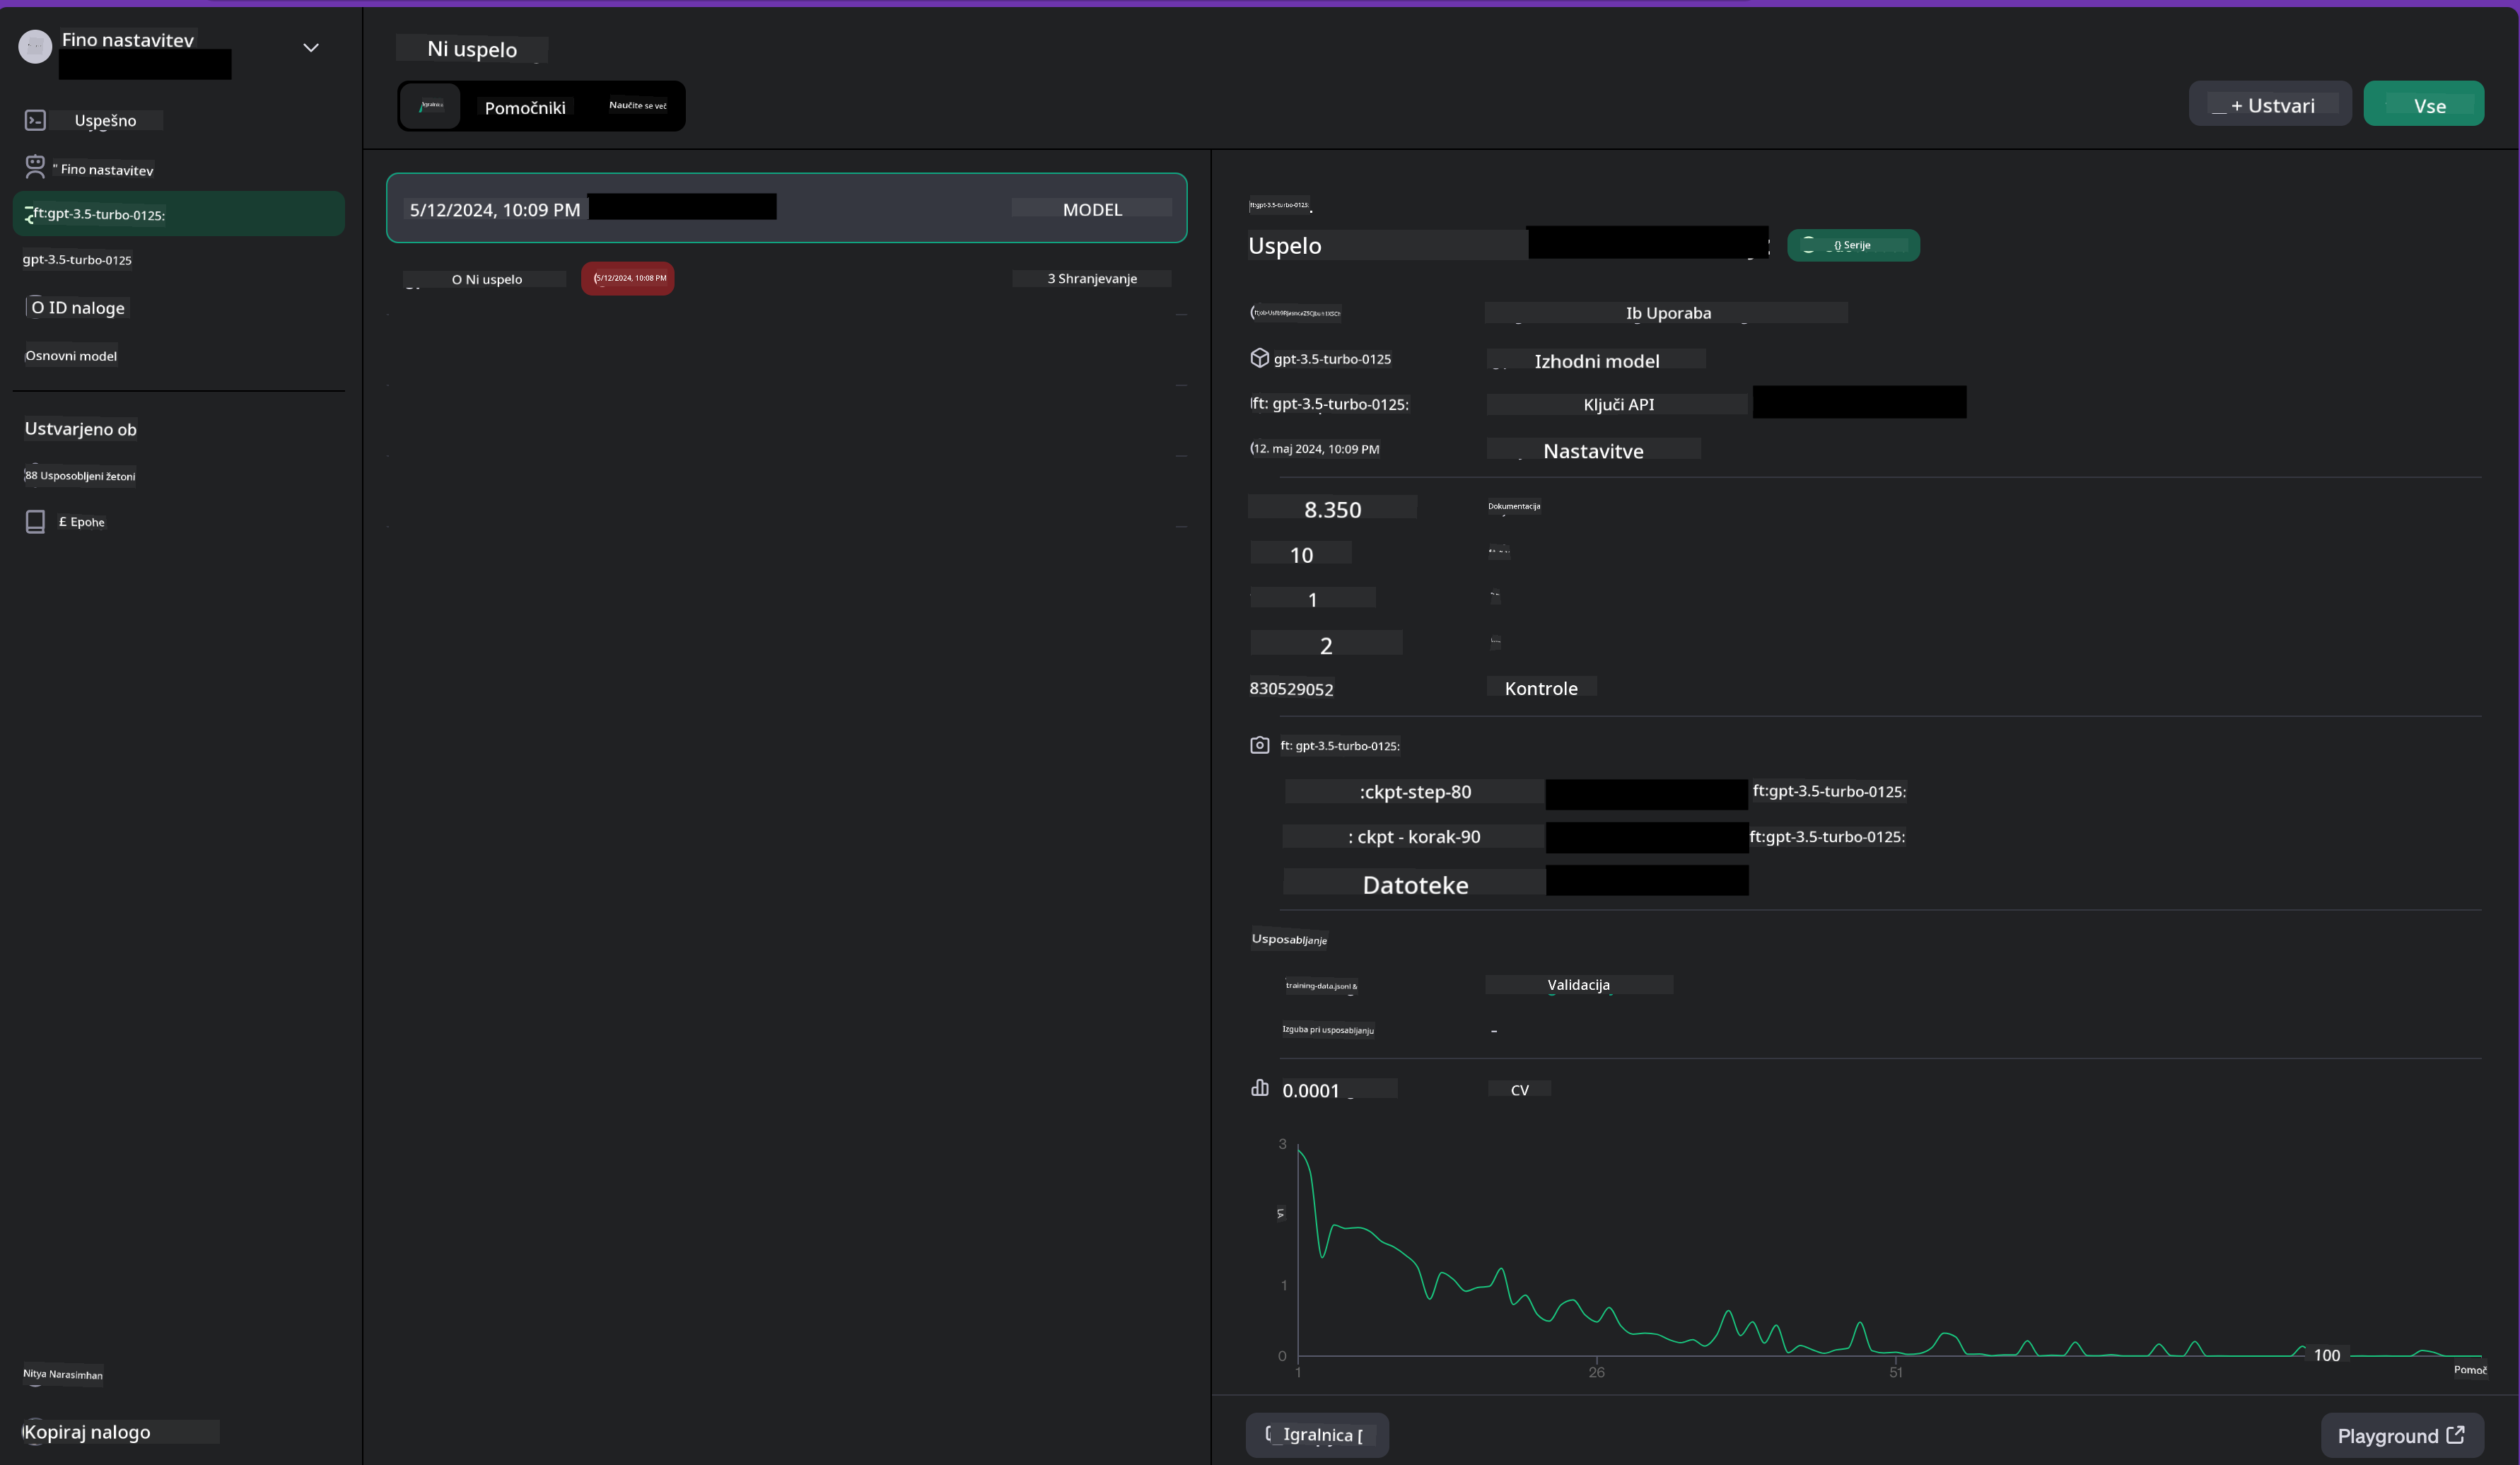 Fino nastavitev
Uspešno
" Fino nastavitev
ft:gpt-3.5-turbo-0125:
gpt-3.5-turbo-0125
O ID naloge
Osnovni model
Ustvarjeno ob
88 Usposobljeni žetoni
£ Epohe
Nitya Narasimhan
Kopiraj nalogo
Ni uspelo
Pomočniki
Naučite se več
+ Ustvari
Vse
5/12/2024, 10:09 PM
MODEL
O Ni uspelo
5/12/2024, 10:08 PM
3 Shranjevanje
ft:gpt-3.5-turbo-0125:
Uspelo
{} Serije
Ib Uporaba
gpt-3.5-turbo-0125
Izhodni model
ft: gpt-3.5-turbo-0125:
Ključi API
12. maj 2024, 10:09 PM
Nastavitve
8.350
Dokumentacija
10
1
2
830529052
Kontrole
ft: gpt-3.5-turbo-0125:
:ckpt-step-80
ft:gpt-3.5-turbo-0125:
: ckpt - korak-90
ft:gpt-3.5-turbo-0125:
Datoteke
Usposabljanje
training-data.jsonl &
Validacija
Izguba pri usposabljanju
-
0.0001
CV
3
1
0
1
26
51
100
Pomoč
Igralnica [
Playground